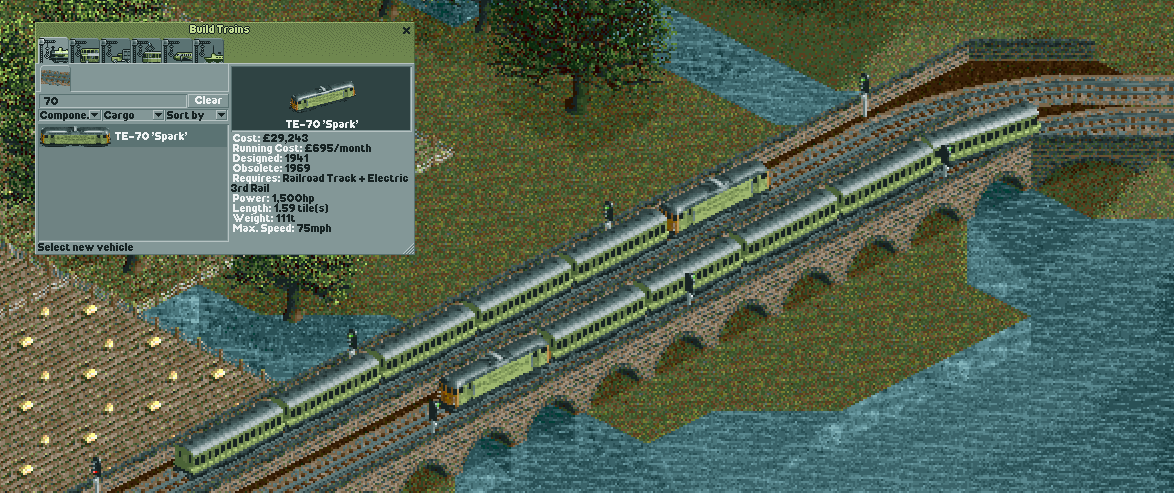 Build Trains
70
Clear
Compone.
Cargo
Sort by
TE-70 'Spark'
TE-70 'Spark'
Cost: £29,243
Running Cost: £695/month
Designed: 1941
Obsolete: 1969
Requires: Railroad Track + Electric
3rd Rail
Power: 1,500hp
Length: 1.59 tile(s)
Weight: 111t
Max. Speed: 75mph
Select new vehicle